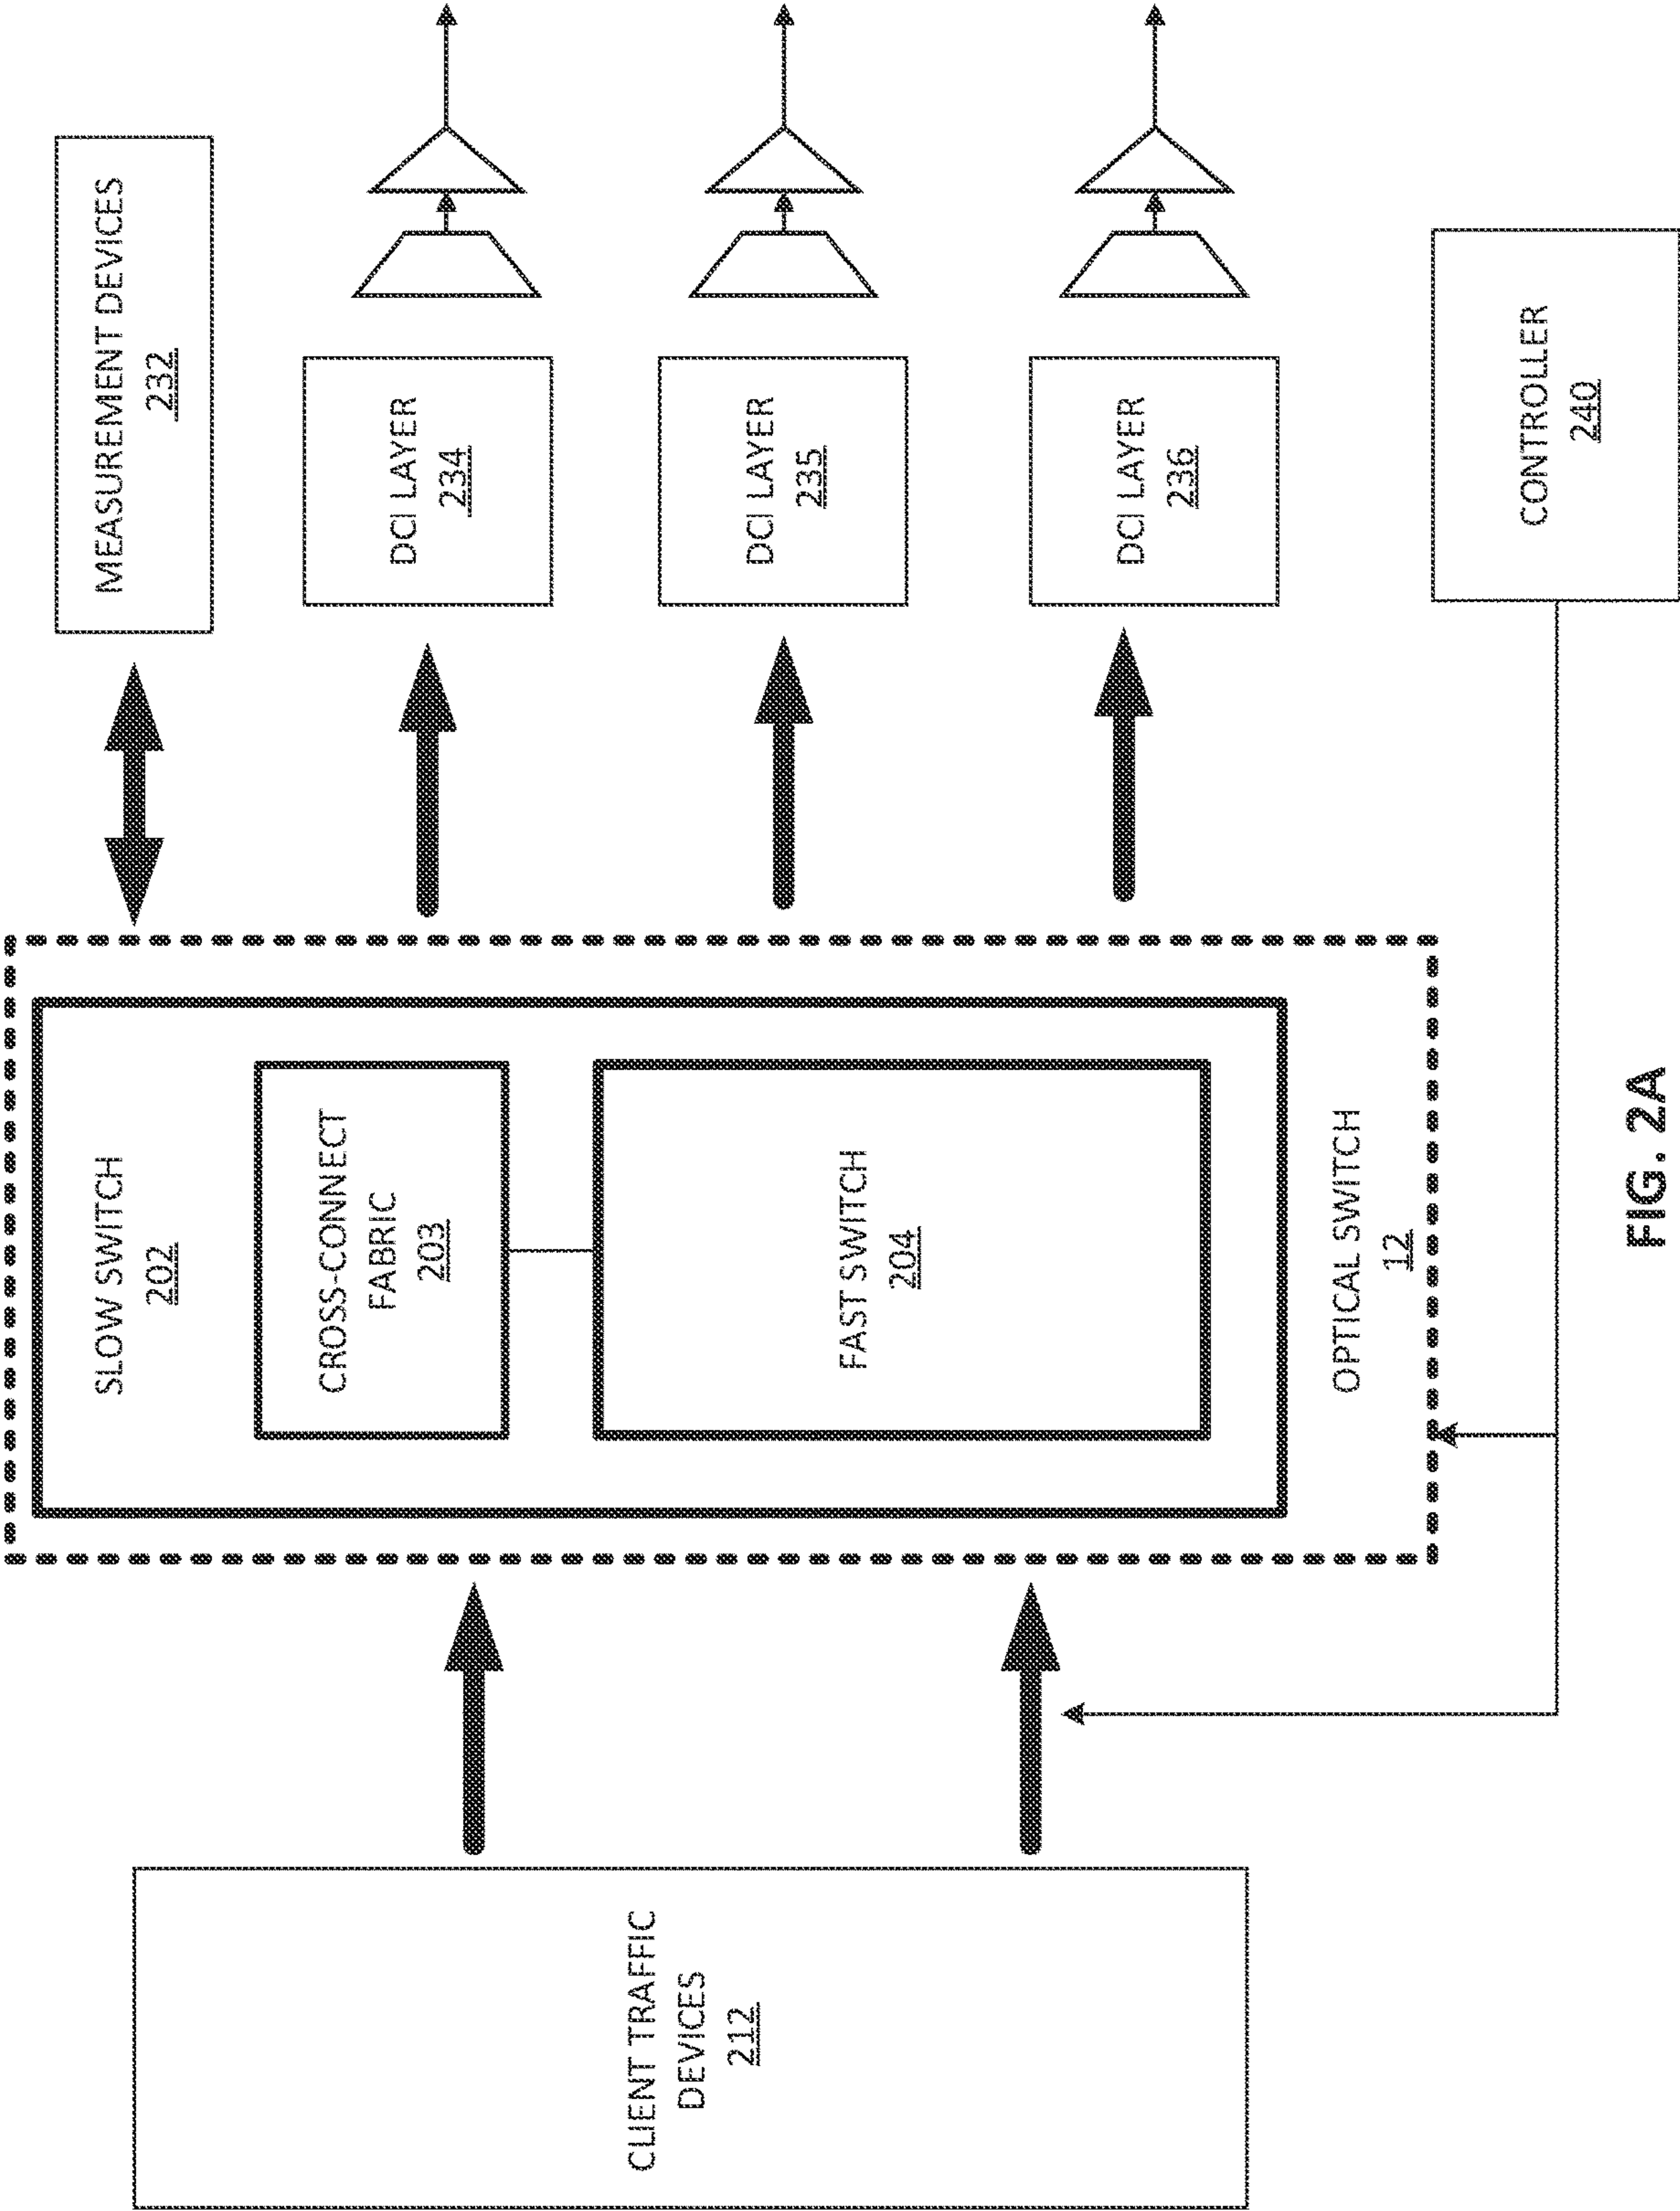 CLIENT TRAFFIC
DEVICES
212
SLOW SWITCH
202
CROSS-CONNECT
FABRIC
203
FAST SWITCH
204
OPTICAL SWITCH
12
MEASUREMENT DEVICES
232
DCI LAYER
234
DCI LAYER
235
DCI LAYER
236
CONTROLLER
240
FIG. 2A